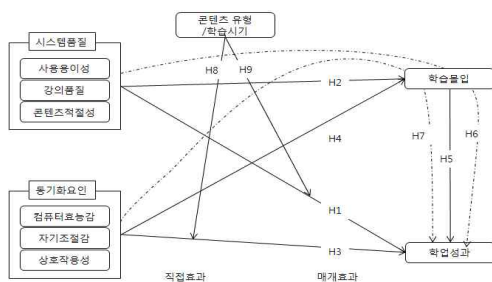 콘텐츠 유형
/학습시기
시스템품질
사용용이성
강의품질
콘텐츠적절성
H8
H9
H2
학습몰입
H4
H7
H6
H5
동기화요인
컴퓨터효능감
자기조절감
상호작용성
H1
H3
학업성과
직접효과
매개효과